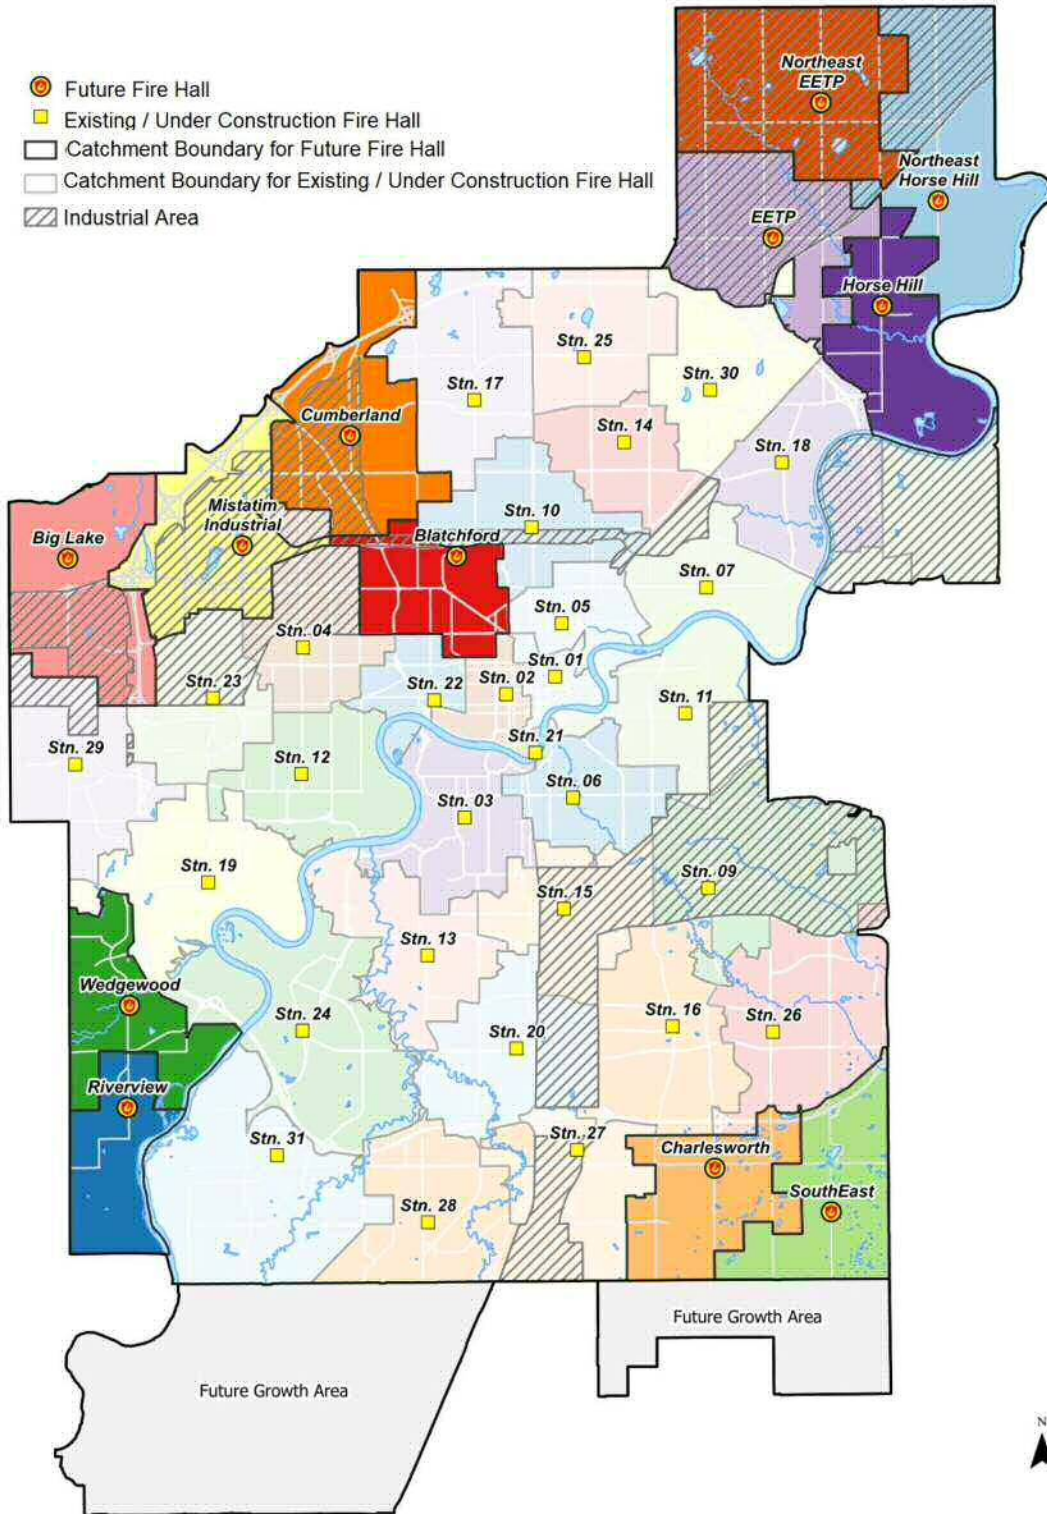 Future Fire Hall
Existing / Under Construction Fire Hall
Catchment Boundary for Future Fire Hall
Catchment Boundary for Existing / Under Construction Fire Hall
Industrial Area
Northeast
EETP
Northeast
Horse Hill
EETP
Horse Hill
Stn. 25
Stn. 17
Stn. 30
Cumberland
Stn. 14
Stn. 18
Mistatim
Industrial
Stn. 10
Big Lake
Blatchford
Stn. 07
Stn. 05
Stn. 04
Stn. 01
Stn. 23
Stn. 22
Stn. 02
Stn. 11
Stn. 29
Stn. 12
Stn. 21
Stn. 06
Stn. 03
Stn. 19
Stn. 09
Stn. 15
Stn. 13
Wedgewood
Stn. 24
Stn. 20
Stn. 16
Stn. 26
Riverview
Stn. 31
Stn. 27
Charlesworth
Stn. 28
SouthEast
Future Growth Area
Future Growth Area
N